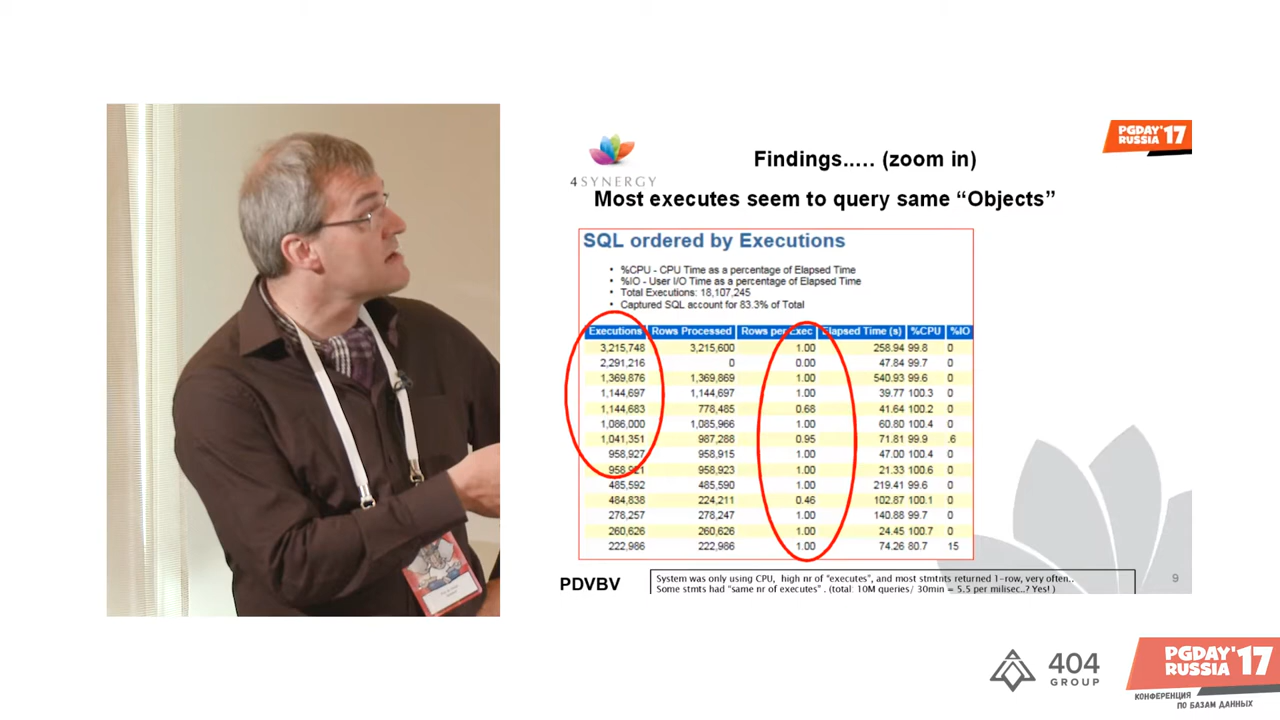 PGDAY'17
RUSSIA
4SYNERGY
Findings..... (zoom in)
Most executes seem to query same “Objects”
SQL ordered by Executions
• %CPU - CPU Time as a percentage of Elapsed Time
• %IO - User I/O Time as a percentage of Elapsed Time
• Total Executions: 18,107,245
• Captured SQL account for 83.3% of Total
Executions Rows Processed Rows per Exec Elapsed Time (s) %CPU %IO
3,215,748 3,215,600 1.00 258.94 99.8 0
2,291,216 0 0.00 47.84 99.7 0
1,369,876 1,369,869 1.00 540.93 99.6 0
1,144,697 1,144,697 1.00 39.77 100.3 0
1,144,683 778,485 0.68 41.64 100.2 0
1,086,000 1,085,966 1.00 60.80 100.4 0
1,041,351 987,288 0.95 71.81 99.9 .6
958,927 958,915 1.00 47.00 100.4 0
958,921 958,923 1.00 21.33 100.6 0
485,592 485,590 1.00 219.41 99.6 0
484,838 224,211 0.46 102.87 100.1 0
278,257 278,247 1.00 140.88 99.7 0
260,626 260,626 1.00 24.45 100.7 0
222,986 222,986 1.00 74.26 80.7 15
PDVBV
System was only using CPU, high nr of “executes”, and most stmtnts returned 1-row, very often..
Some stmts had “same nr of executes” . (total: 10M queries/ 30min = 5.5 per milisec..? Yes! )
9
404
GROUP
PGDAY'17
RUSSIA
КОНФЕРЕНЦИЯ
ПО БАЗАМ ДАННЫХ